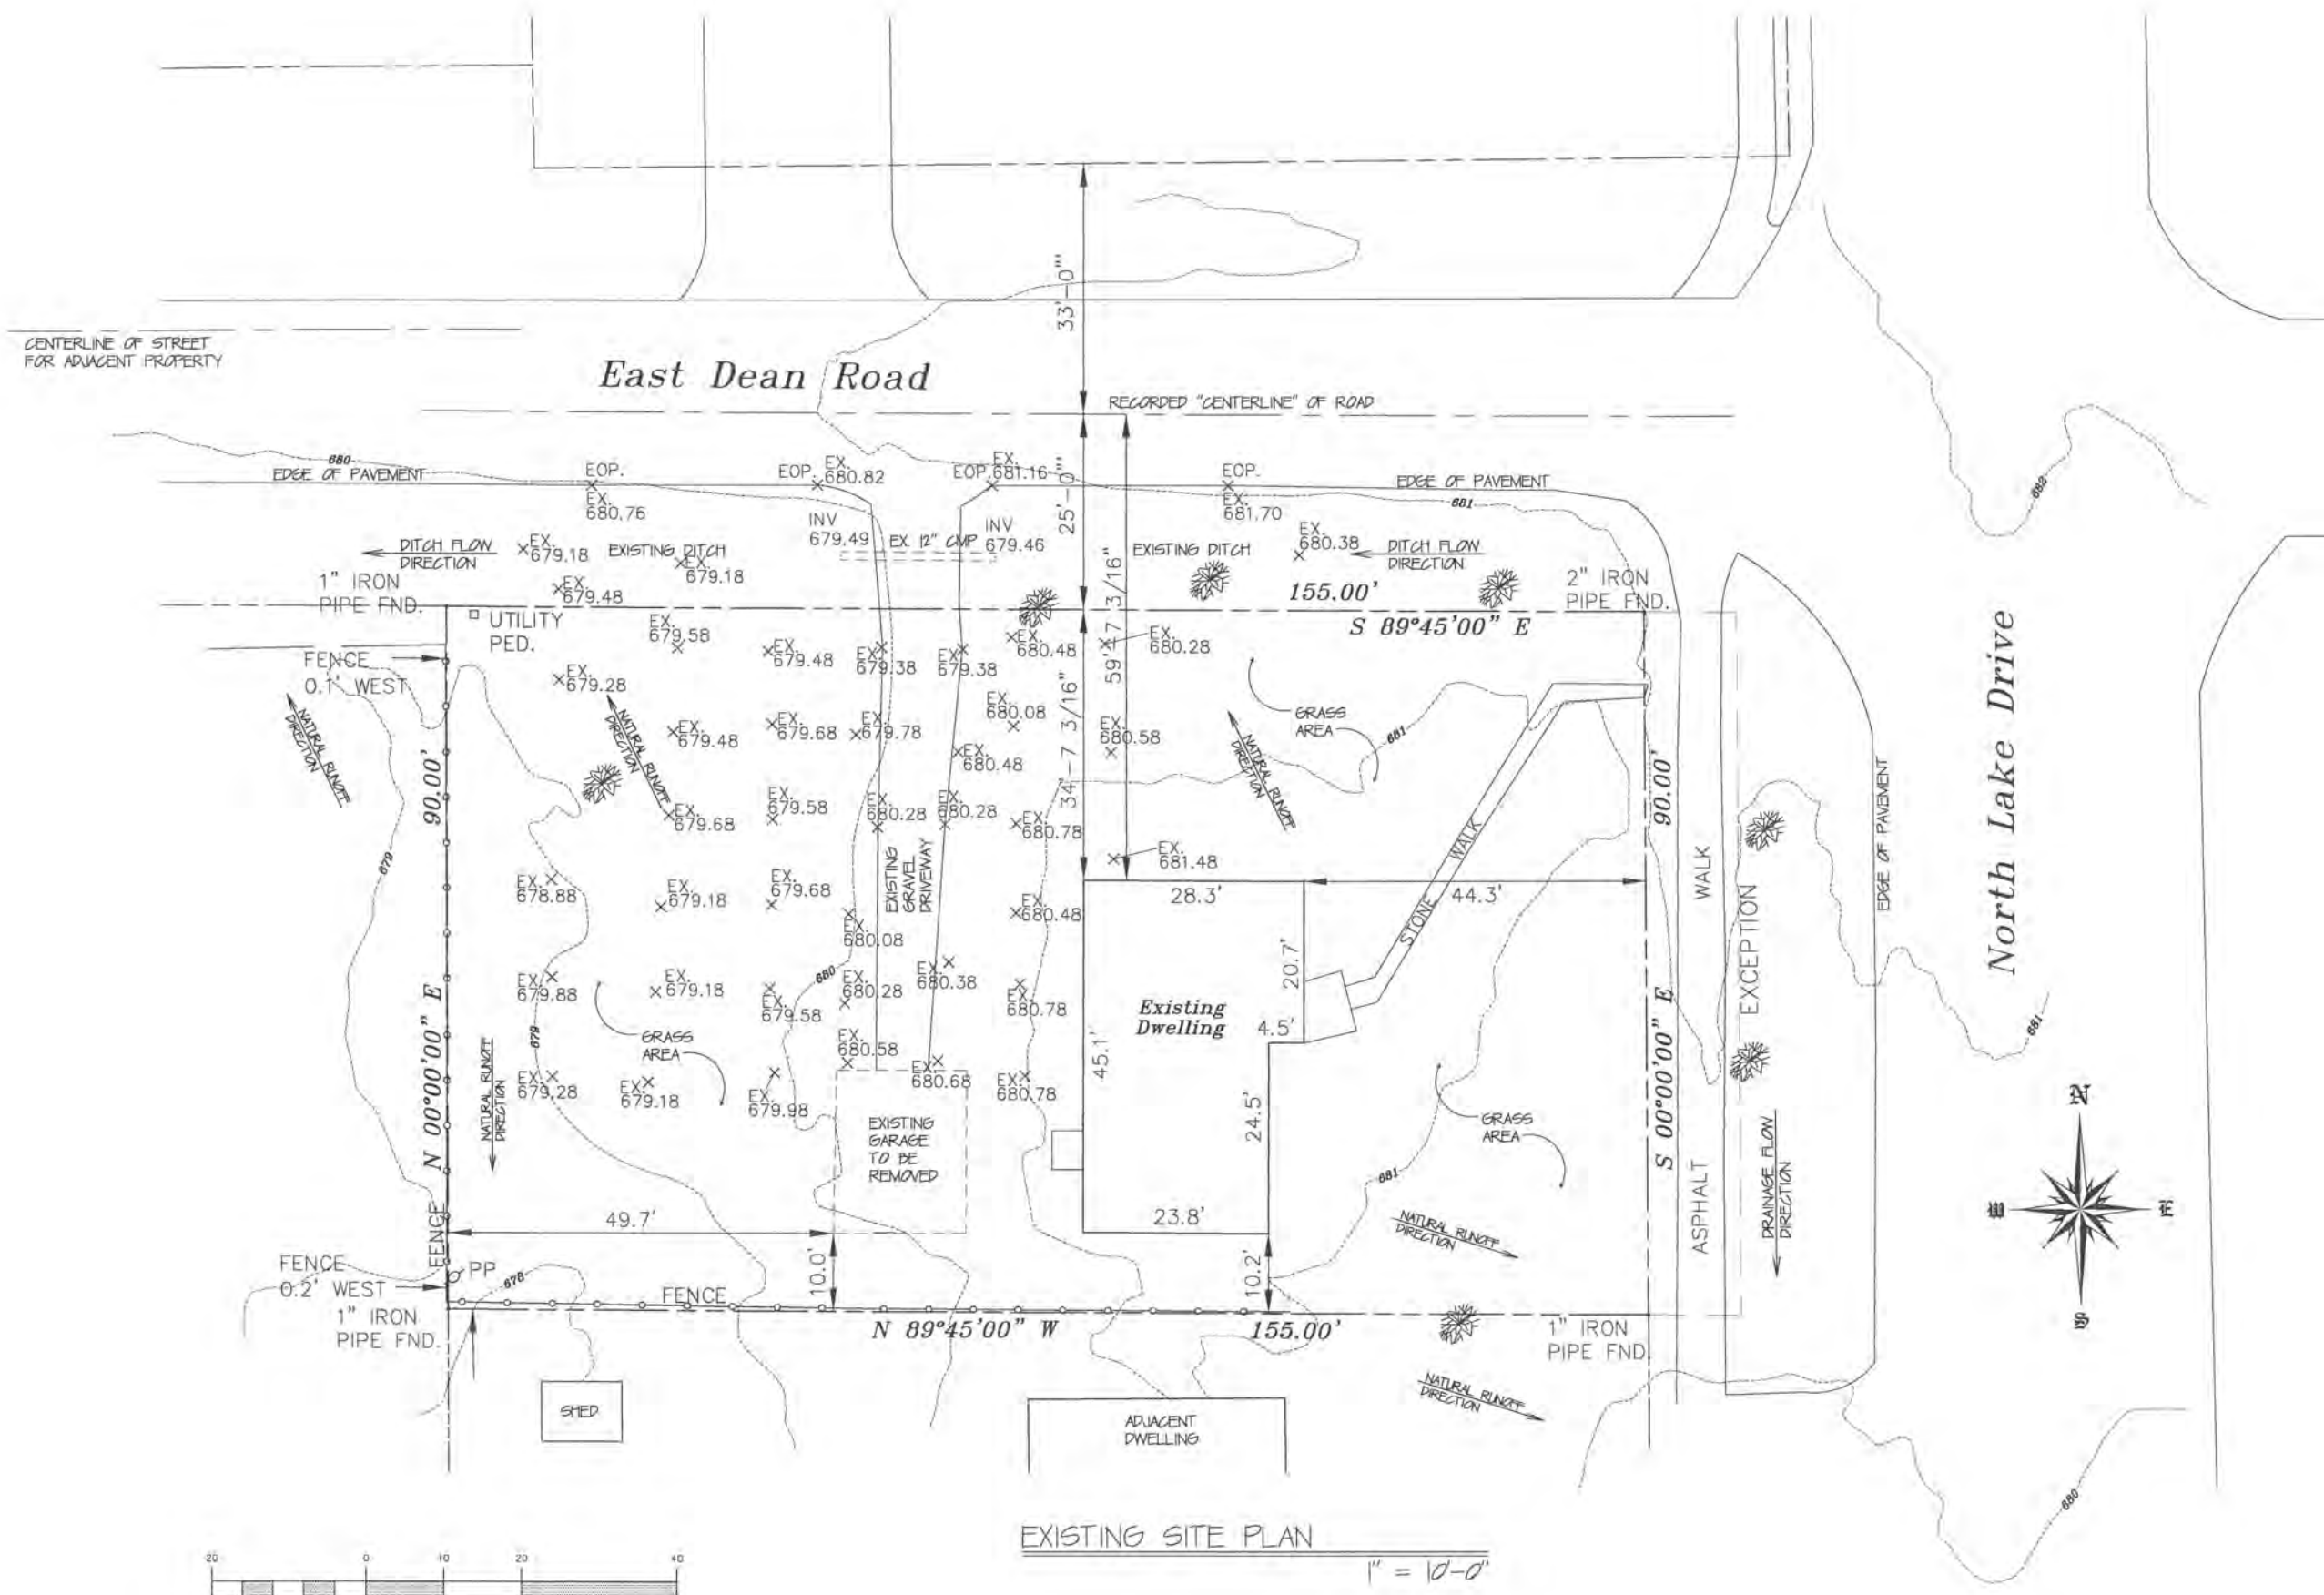 33'-0"'
CENTERLINE OF STREET
FOR ADJACENT PROPERTY
East Dean Road
RECORDED "CENTERLINE" OF ROAD
680
EDGE OF PAVEMENT
EOP.
EX.
680.76
EOP.
EX.
680.82
EOP.
EX.
681.16
EOP.
EX.
681.70
EDGE OF PAVEMENT
681
682
25'-0"'
INV
679.49
EX. 12" CMP
INV
679.46
DITCH FLOW
DIRECTION
EX.
679.18
EXISTING DITCH
EX.
679.18
EXISTING DITCH
EX.
680.38
DITCH FLOW
DIRECTION
1" IRON
PIPE FND.
EX.
679.48
155.00'
S 89°45'00" E
2" IRON
PIPE FND.
UTILITY
PED.
EX.
679.58
EX.
679.48
EX.
679.38
EX.
679.38
EX.
680.48
EX.
680.28
59'-7 3/16"
34'-7 3/16"
FENCE
0.1' WEST
EX.
679.28
NATURAL RUNOFF
DIRECTION
NATURAL RUNOFF
DIRECTION
EX.
679.48
EX.
679.68
EX.
679.78
EX.
680.08
EX.
680.48
EX.
680.58
GRASS
AREA
681
NATURAL RUNOFF
DIRECTION
90.00'
N 00°00'00" E
679
EX.
679.68
EX.
679.58
EX.
680.28
EX.
680.28
EX.
680.78
EX.
681.48
EXISTING
GRAVEL
DRIVEWAY
STONE WALK
90.00'
S 00°00'00" E
ASPHALT WALK
EXCEPTION
EDGE OF PAVEMENT
North Lake Drive
EX.
678.88
EX.
679.18
EX.
679.68
EX.
680.08
EX.
680.48
28.3'
44.3'
20.7'
EX.
679.88
EX.
679.18
EX.
679.58
680
EX.
680.28
EX.
680.38
EX.
680.78
Existing
Dwelling
4.5'
45.1'
24.5'
681
679
GRASS
AREA
NATURAL RUNOFF
DIRECTION
EX.
679.28
EX.
679.18
EX.
679.98
EX.
680.58
EX.
680.68
EX.
680.78
EXISTING
GARAGE
TO BE
REMOVED
GRASS
AREA
681
DRAINAGE FLOW
DIRECTION
N
W
E
S
49.7'
23.8'
10.0'
10.2'
NATURAL RUNOFF
DIRECTION
FENCE
FENCE
0.2' WEST
PP
678
FENCE
1" IRON
PIPE FND.
N 89°45'00" W
155.00'
1" IRON
PIPE FND.
NATURAL RUNOFF
DIRECTION
SHED
ADJACENT
DWELLING
680
EXISTING SITE PLAN
1" = 10'-0"
20
0
10
20
40